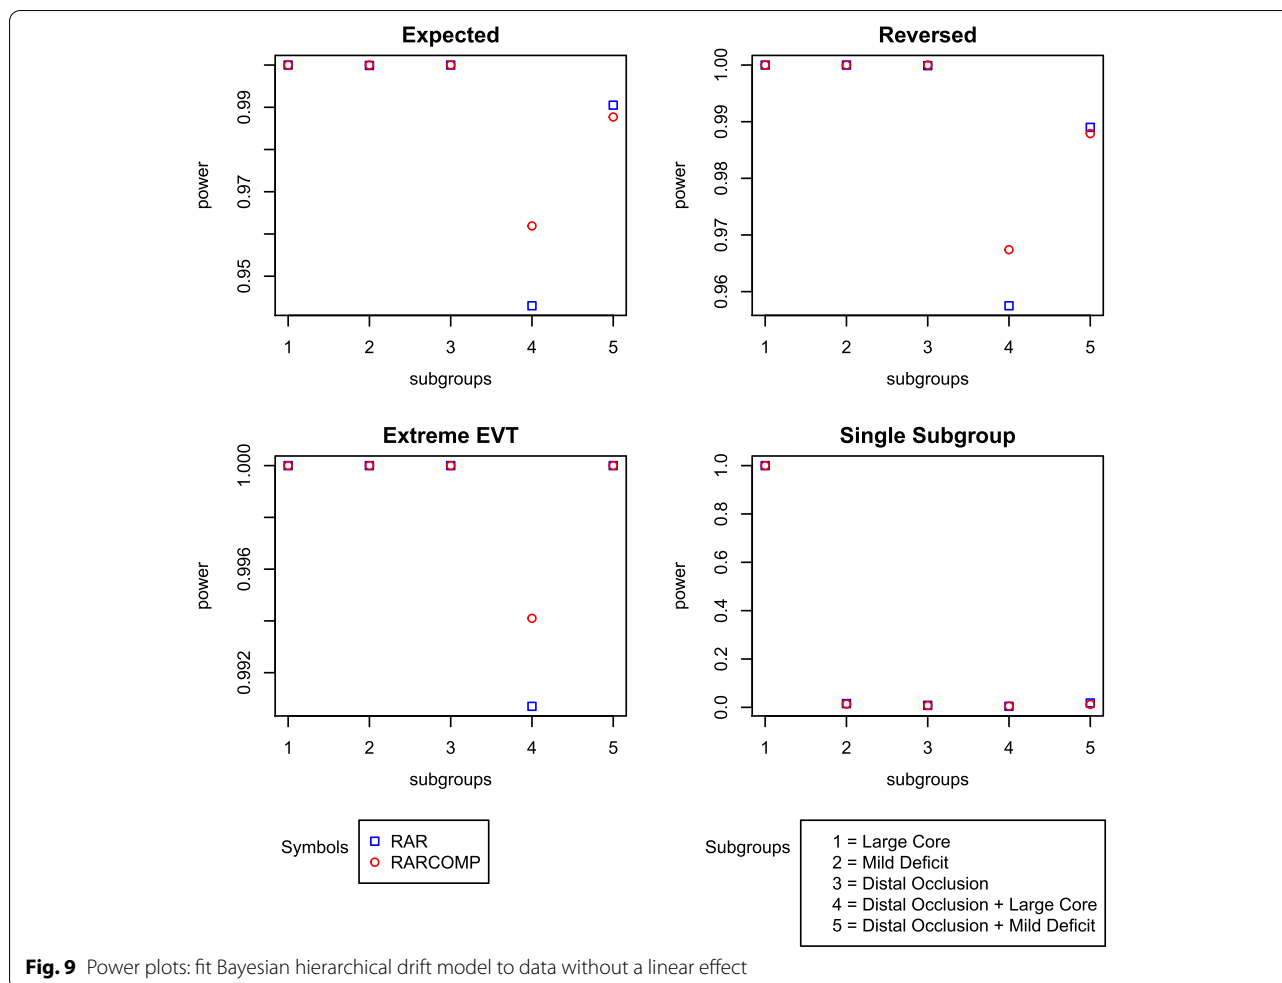 Expected
power
0.99
0.97
0.95
1 2 3 4 5
subgroups
Reversed
power
1.00
0.99
0.98
0.97
0.96
1 2 3 4 5
subgroups
Extreme EVT
power
1.000
0.996
0.992
1 2 3 4 5
subgroups
Single Subgroup
power
1.0
0.8
0.6
0.4
0.2
0.0
1 2 3 4 5
subgroups
Symbols
RAR
RARCOMP
Subgroups
1 = Large Core
2 = Mild Deficit
3 = Distal Occlusion
4 = Distal Occlusion + Large Core
5 = Distal Occlusion + Mild Deficit
Fig. 9 Power plots: fit Bayesian hierarchical drift model to data without a linear effect